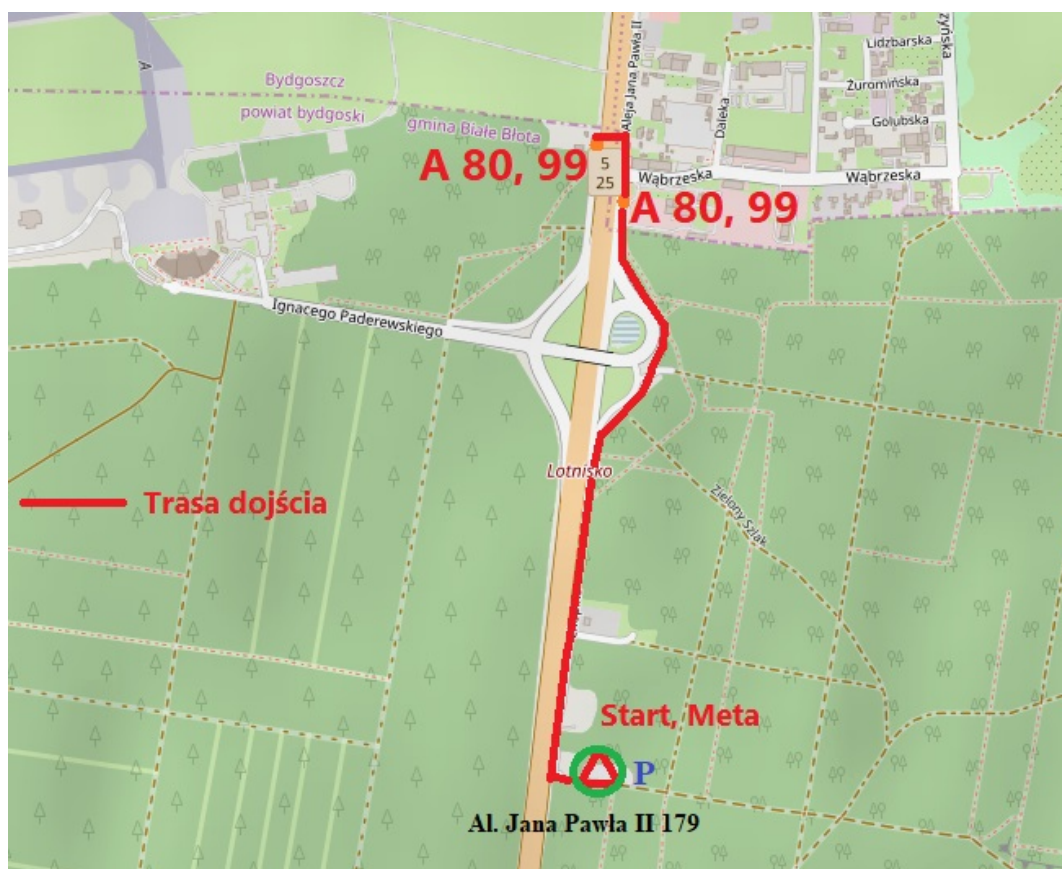 Aleja Jana Pawła II
Lidzbarska
Żuromińska
Golubska
Daleka
A
Bydgoszcz
powiat bydgoski
gmina Białe Błota
A 80, 99
5
25
Wąbrzeska
Wąbrzeska
A 80, 99
Ignacego Paderewskiego
Lotnisko
Zielony Szlak
Trasa dojścia
Start, Meta
P
Al. Jana Pawła II 179